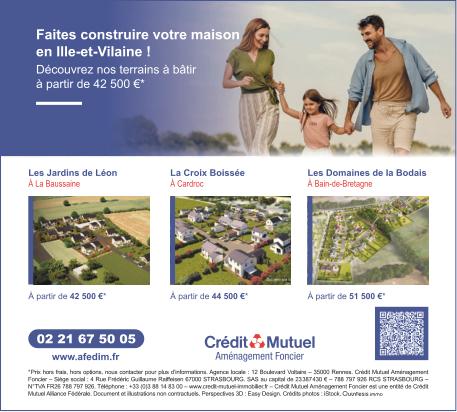 Faites construire votre maison
en Ille-et-Vilaine !
Découvrez nos terrains à bâtir
à partir de 42 500 €*
Les Jardins de Léon
À La Baussaine
La Croix Boissée
À Cardroc
Les Domaines de la Bodais
À Bain-de-Bretagne
À partir de 42 500 €*
À partir de 44 500 €*
À partir de 51 500 €*
02 21 67 50 05
www.afedim.fr
Crédit Mutuel
Aménagement Foncier
*Prix hors frais, hors options, nous contacter pour plus d'informations. Agence locale : 12 Boulevard Voltaire – 35000 Rennes. Crédit Mutuel Aménagement
Foncier – Siège social : 4 Rue Frédéric Guillaume Raiffeisen 67000 STRASBOURG. SAS au capital de 23.387430 € – 788 797 926 RCS STRASBOURG –
N°TVA FR26 788 797 926. Téléphone : +33 (0)3 88 14 83 00 – www.credit-mutuel-immobilier.fr – Crédit Mutuel Aménagement Foncier est une entité de Crédit
Mutuel Alliance Fédérale. Document et illustrations non contractuels. Perspectives 3D : Easy Design. Crédits photos : iStock,